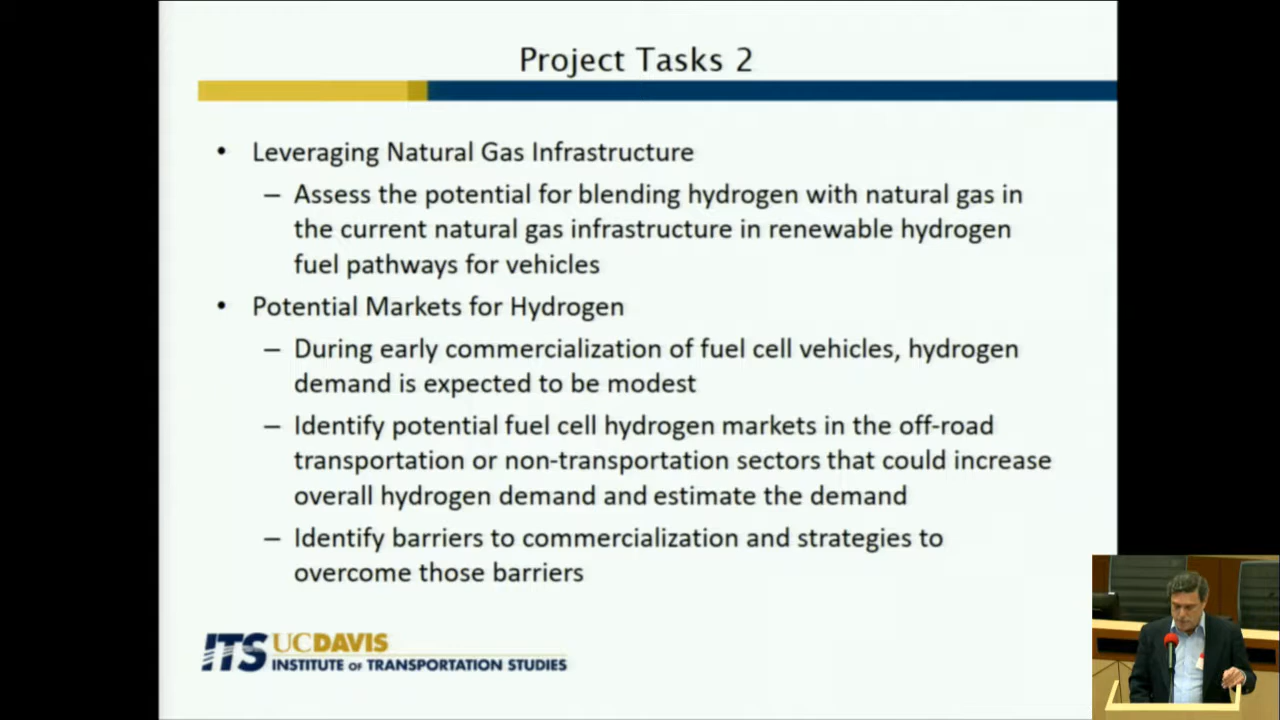 Project Tasks 2
• Leveraging Natural Gas Infrastructure
– Assess the potential for blending hydrogen with natural gas in
the current natural gas infrastructure in renewable hydrogen
fuel pathways for vehicles
• Potential Markets for Hydrogen
– During early commercialization of fuel cell vehicles, hydrogen
demand is expected to be modest
– Identify potential fuel cell hydrogen markets in the off-road
transportation or non-transportation sectors that could increase
overall hydrogen demand and estimate the demand
– Identify barriers to commercialization and strategies to
overcome those barriers
ITS UCDAVIS
INSTITUTE OF TRANSPORTATION STUDIES